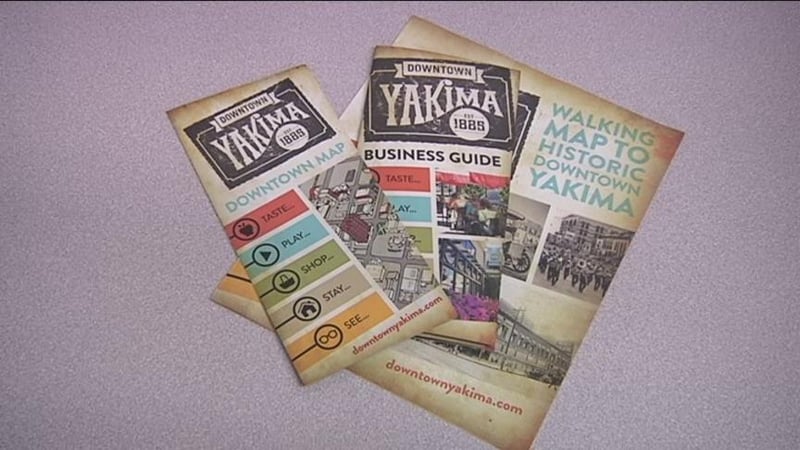 DOWNTOWN
YAKIMA
EST
1885
DOWNTOWN MAP
TASTE...
PLAY...
SHOP...
STAY...
SEE...
downtownyakima.com
DOWNTOWN
YAKIMA
EST
1885
BUSINESS GUIDE
TASTE...
LAY...
WALKING
MAP TO
HISTORIC
DOWNTOWN
YAKIMA
downtownyakima.com